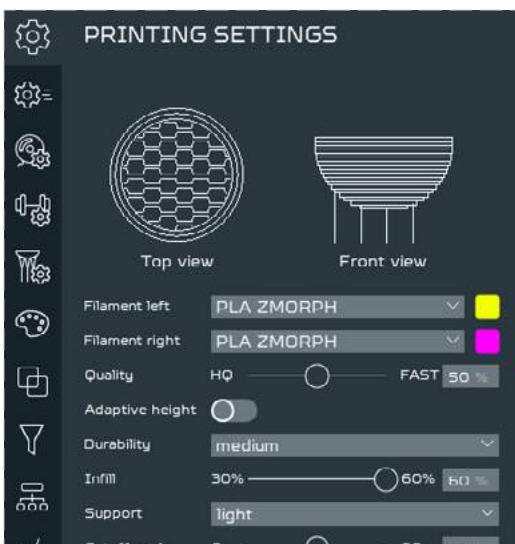 PRINTING SETTINGS
Top view Front view
Filament left PLA ZMORPH
Filament right PLA ZMORPH
Quality HQ FAST 50 %
Adaptive height
Durability medium
Infill 30% 60% 60 %
Support light